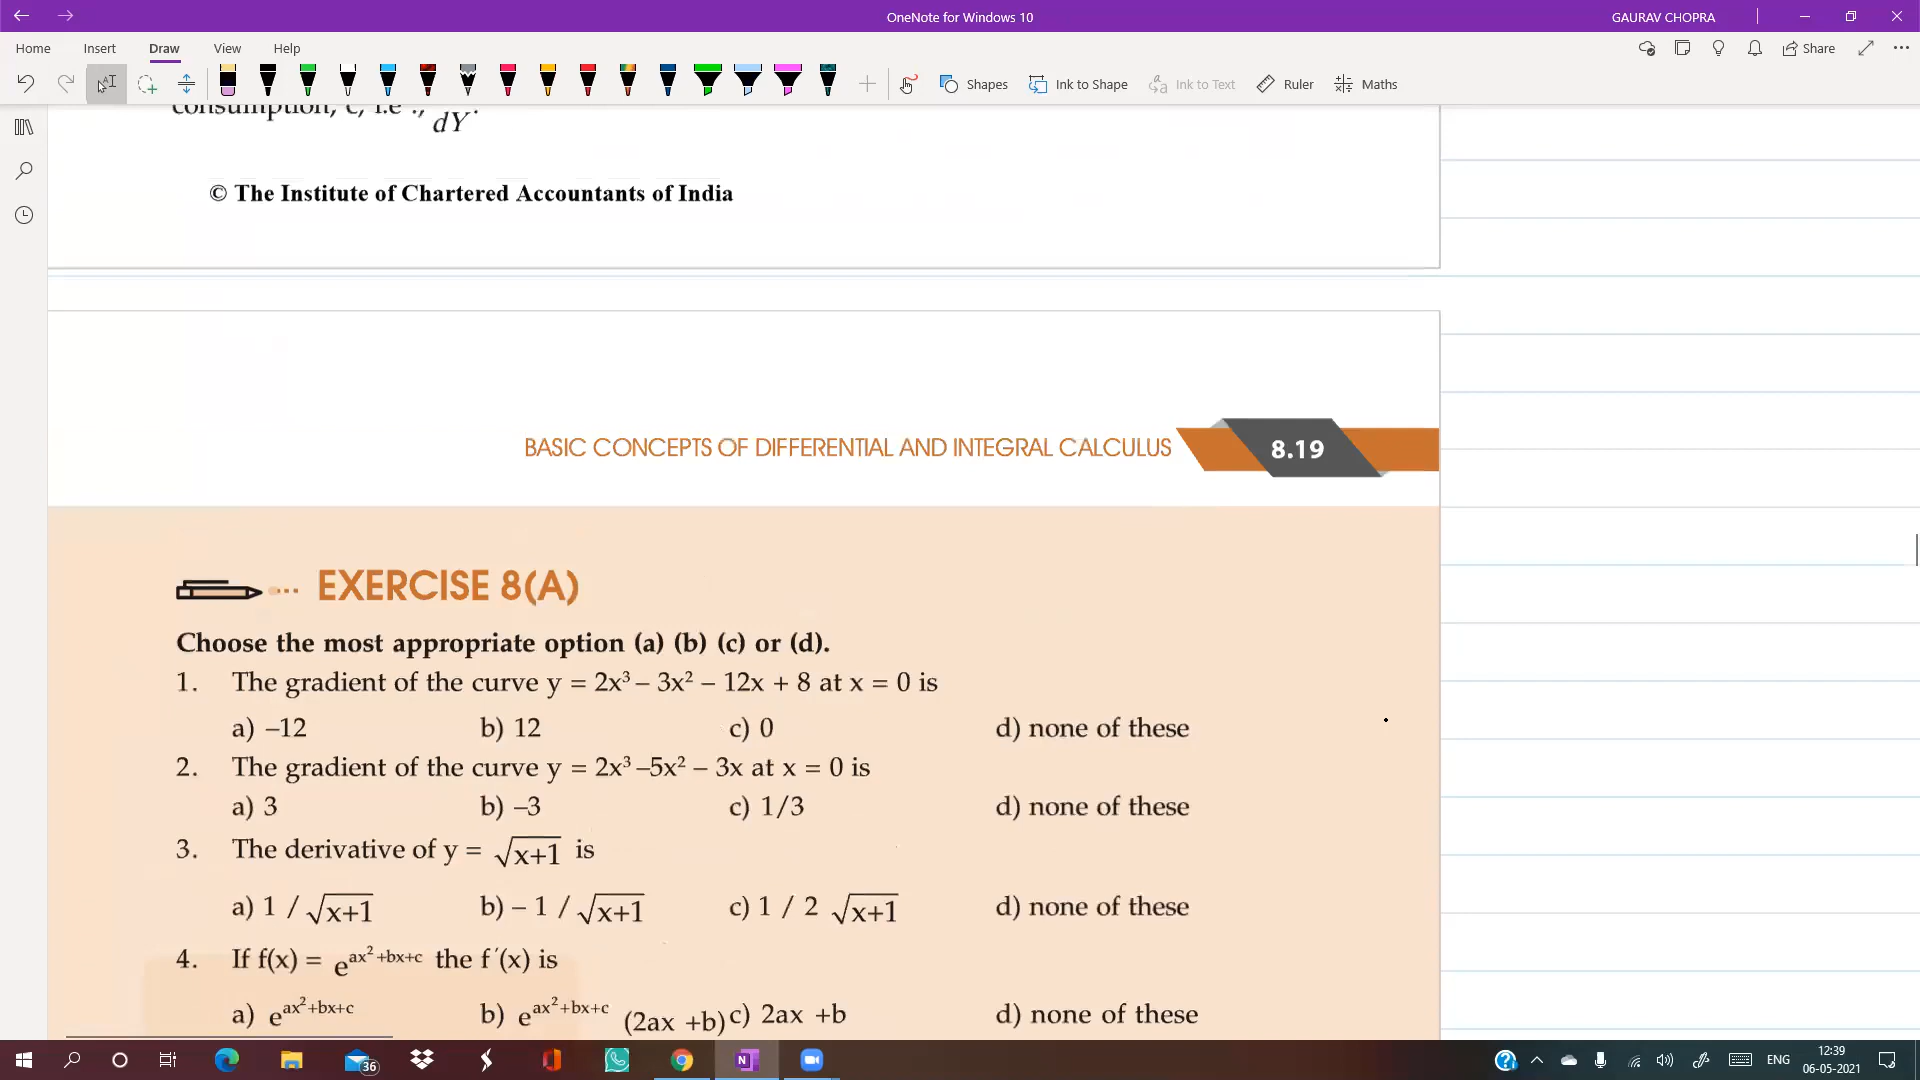 OneNote for Windows 10
GAURAV CHOPRA
Home Insert Draw View Help
Share
Shapes Ink to Shape Ink to Text Ruler Maths
consumption, c, i.e ., dY.
© The Institute of Chartered Accountants of India
BASIC CONCEPTS OF DIFFERENTIAL AND INTEGRAL CALCULUS 8.19
EXERCISE 8(A)
Choose the most appropriate option (a) (b) (c) or (d).
1. The gradient of the curve y = 2x³ – 3x² – 12x + 8 at x = 0 is
a) –12 b) 12 c) 0 d) none of these
2. The gradient of the curve y = 2x³ –5x² – 3x at x = 0 is
a) 3 b) –3 c) 1/3 d) none of these
3. The derivative of y = √(x+1) is
a) 1 / √(x+1) b) – 1 / √(x+1) c) 1 / 2 √(x+1) d) none of these
4. If f(x) = e^(ax²+bx+c) the f′(x) is
a) e^(ax²+bx+c) b) e^(ax²+bx+c) (2ax +b) c) 2ax +b d) none of these
36
N
ENG
12:39
06-05-2021